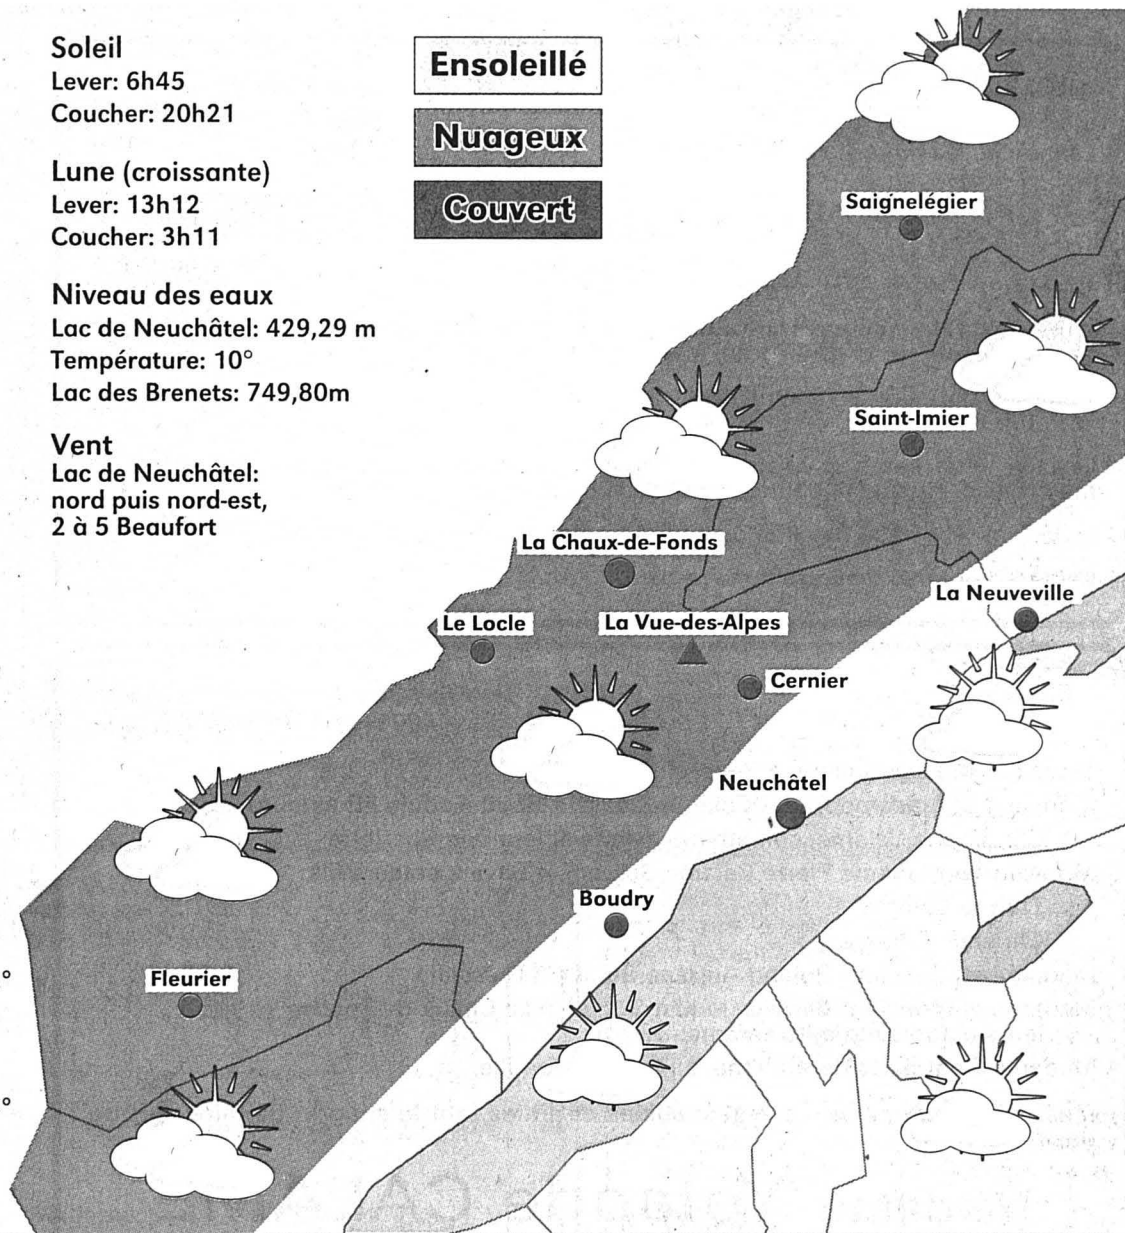 Soleil
Lever: 6h45
Coucher: 20h21
Lune (croissante)
Lever: 13h12
Coucher: 3h11
Niveau des eaux
Lac de Neuchâtel: 429,29 m
Température: 10°
Lac des Brenets: 749,80m
Vent
Lac de Neuchâtel:
nord puis nord-est,
2 à 5 Beaufort
Ensoleillé
Nuageux
Couvert
Saignelégier
Saint-Imier
La Chaux-de-Fonds
La Neuveville
Le Locle
La Vue-des-Alpes
Cernier
Neuchâtel
Boudry
Fleurier